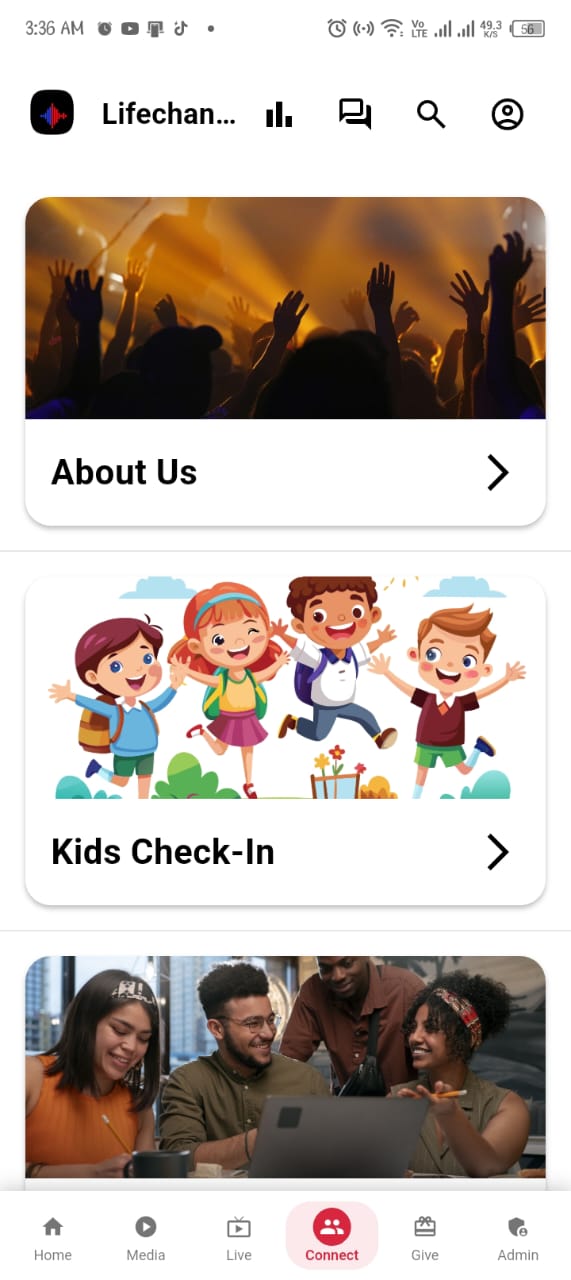 3:36 AM
Vo
LTE
49.3
K/S
56
Lifechan...
About Us
Kids Check-In
Home
Media
Live
Connect
Give
Admin